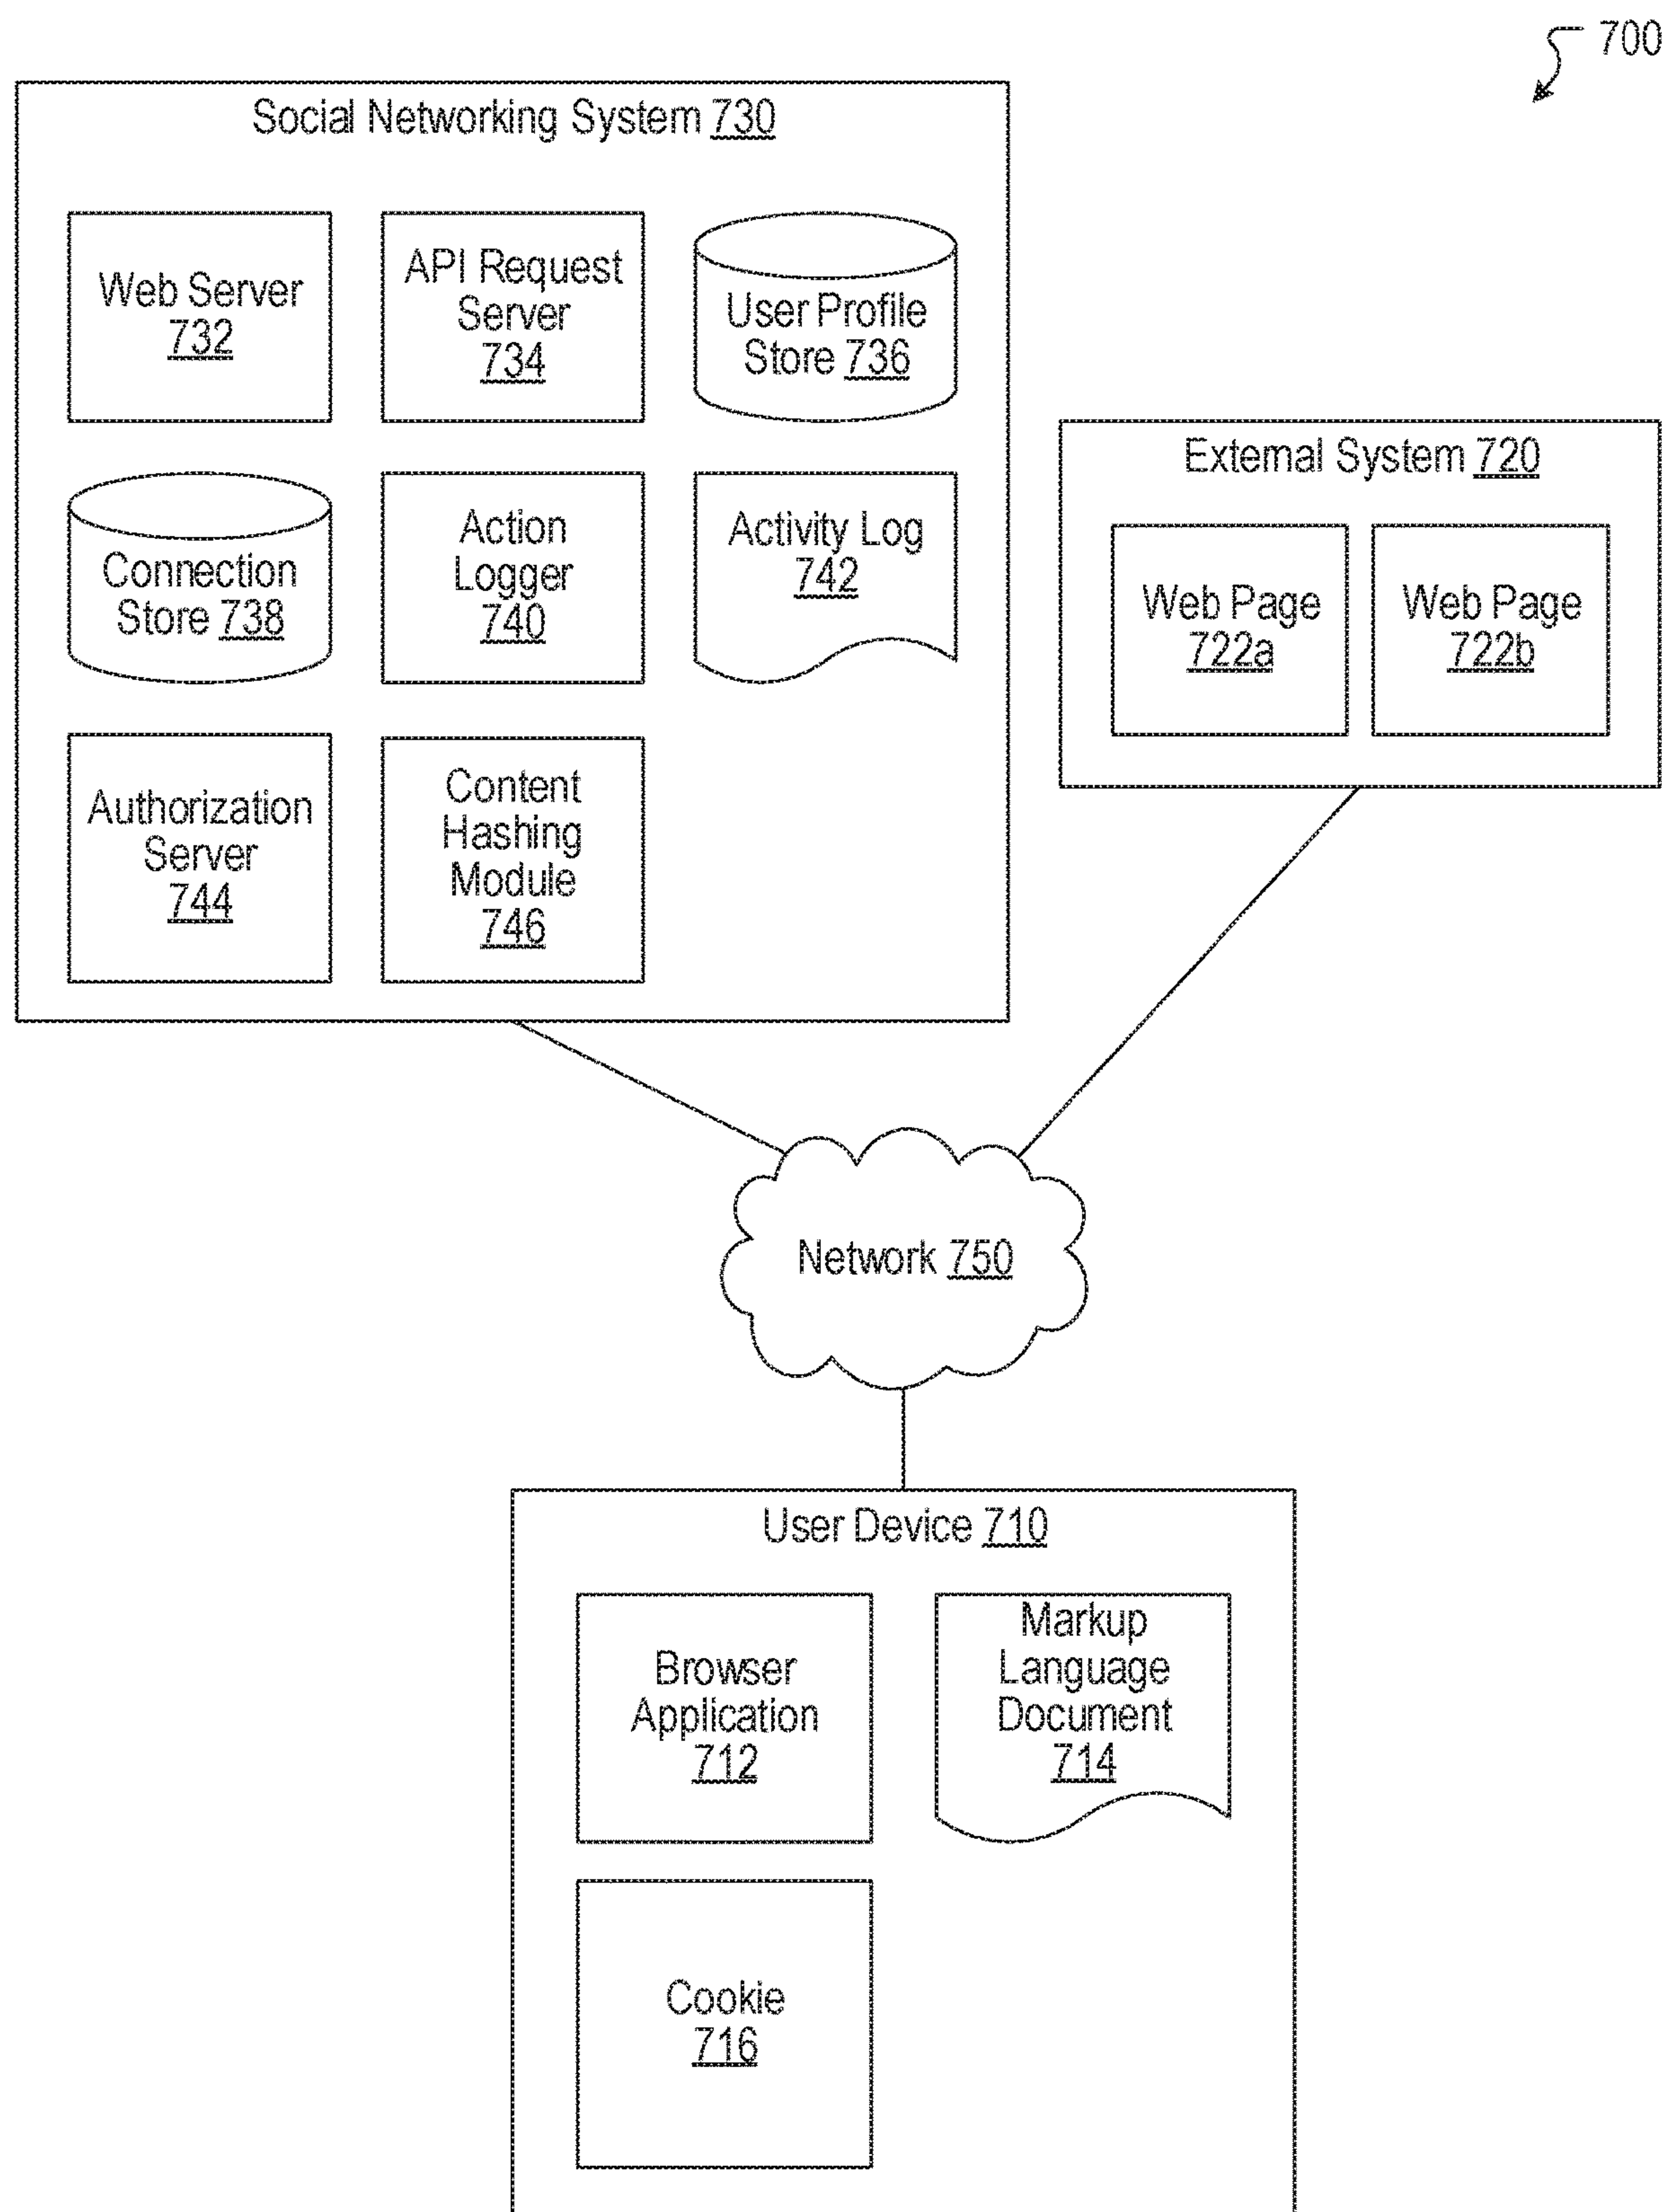 700
Social Networking System 730
Web Server
732
API Request
Server
734
User Profile
Store 736
Connection
Store 738
Action
Logger
740
Activity Log
742
Authorization
Server
744
Content
Hashing
Module
746
External System 720
Web Page
722a
Web Page
722b
Network 750
User Device 710
Browser
Application
712
Markup
Language
Document
714
Cookie
716